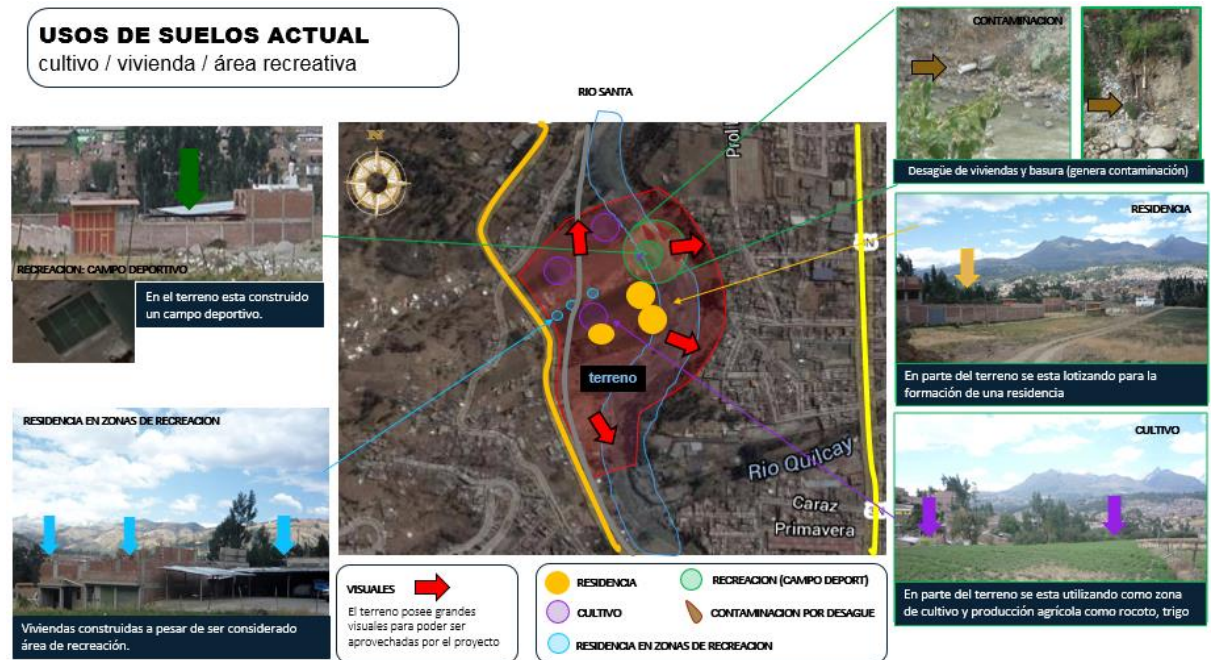 USOS DE SUELOS ACTUAL
cultivo / vivienda / área recreativa
RIO SANTA
CONTAMINACION
Desagüe de viviendas y basura (genera contaminación)
RECREACION: CAMPO DEPORTIVO
En el terreno esta construido
un campo deportivo.
N
Prol
3N
terreno
Rio Quilcay
Caraz
Primavera
3N
RESIDENCIA
En parte del terreno se esta lotizando para la
formación de una residencia
RESIDENCIA EN ZONAS DE RECREACION
Viviendas construidas a pesar de ser considerado
área de recreación.
CULTIVO
En parte del terreno se esta utilizando como zona
de cultivo y producción agrícola como rocoto, trigo
VISUALES
El terreno posee grandes
visuales para poder ser
aprovechadas por el proyecto
RESIDENCIA
RECREACION (CAMPO DEPORT)
CULTIVO
CONTAMINACION POR DESAGUE
RESIDENCIA EN ZONAS DE RECREACION